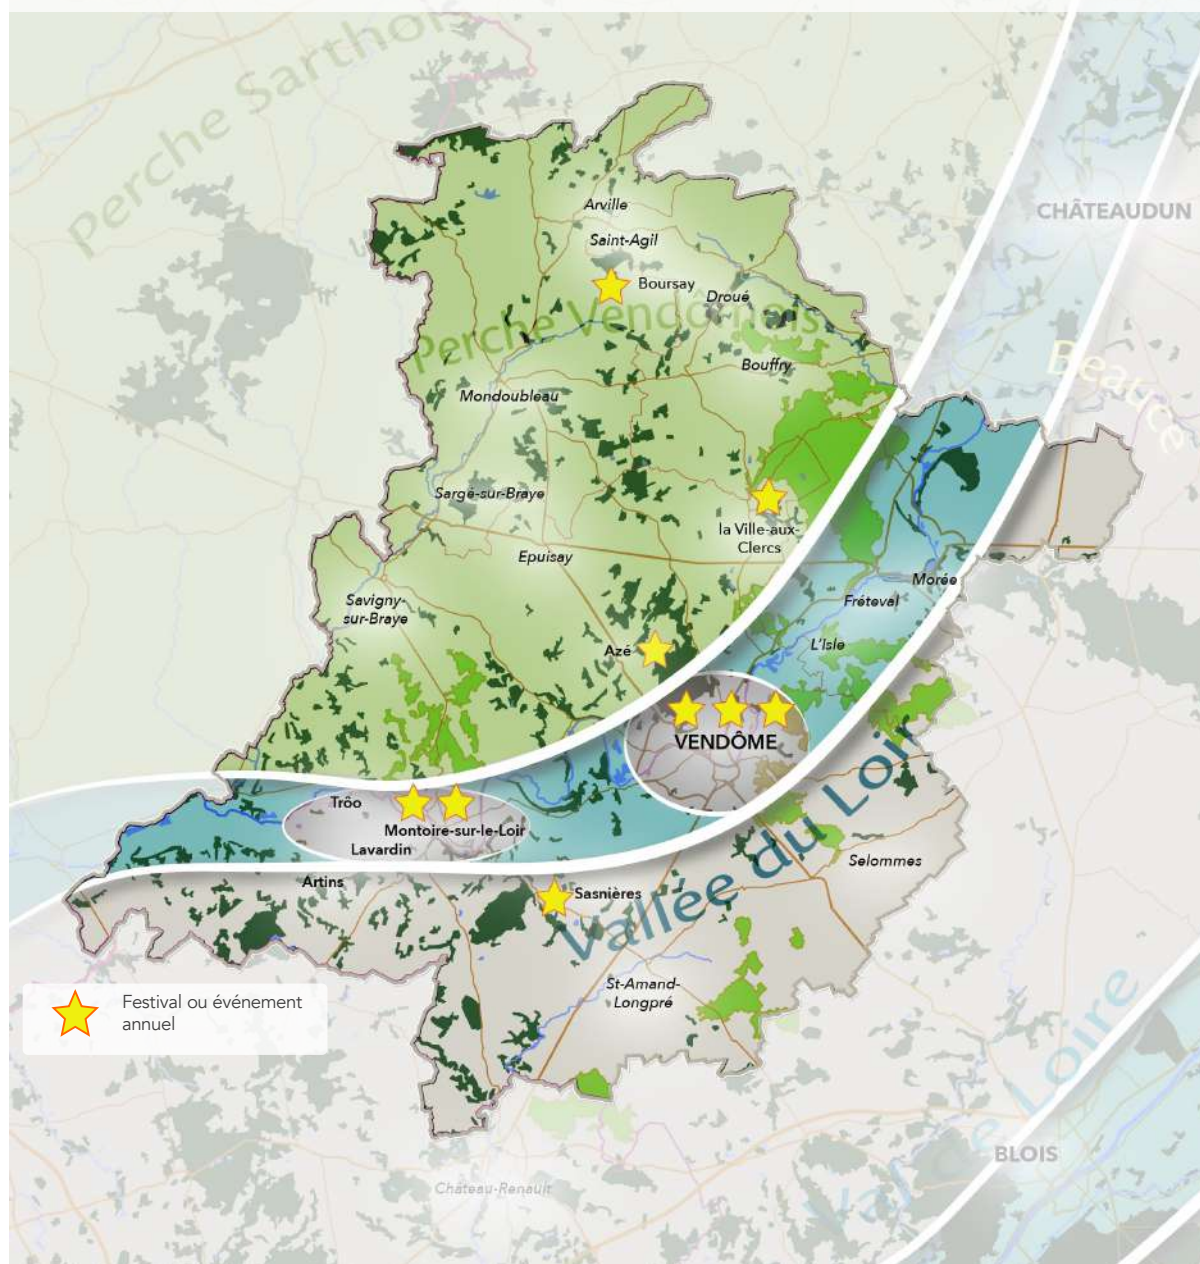 Perche Sarthois
CHÂTEAUDUN
Arville
Saint-Agil
Boursay
Droué
Perche Vendômois
Beauce
Bouffry
Mondoubleau
Sargé-sur-Braye
la Ville-aux-
Clercs
Epuisay
Morée
Fréteval
Savigny-
sur-Braye
L'Isle
Azé
VENDÔME
Trôo
Montoire-sur-le-Loir
Lavardin
Selommes
Artins
Sasnières
Vallée du Loir
St-Amand-
Longpré
Festival ou événement
annuel
Val de Loire
BLOIS
Château-Renault